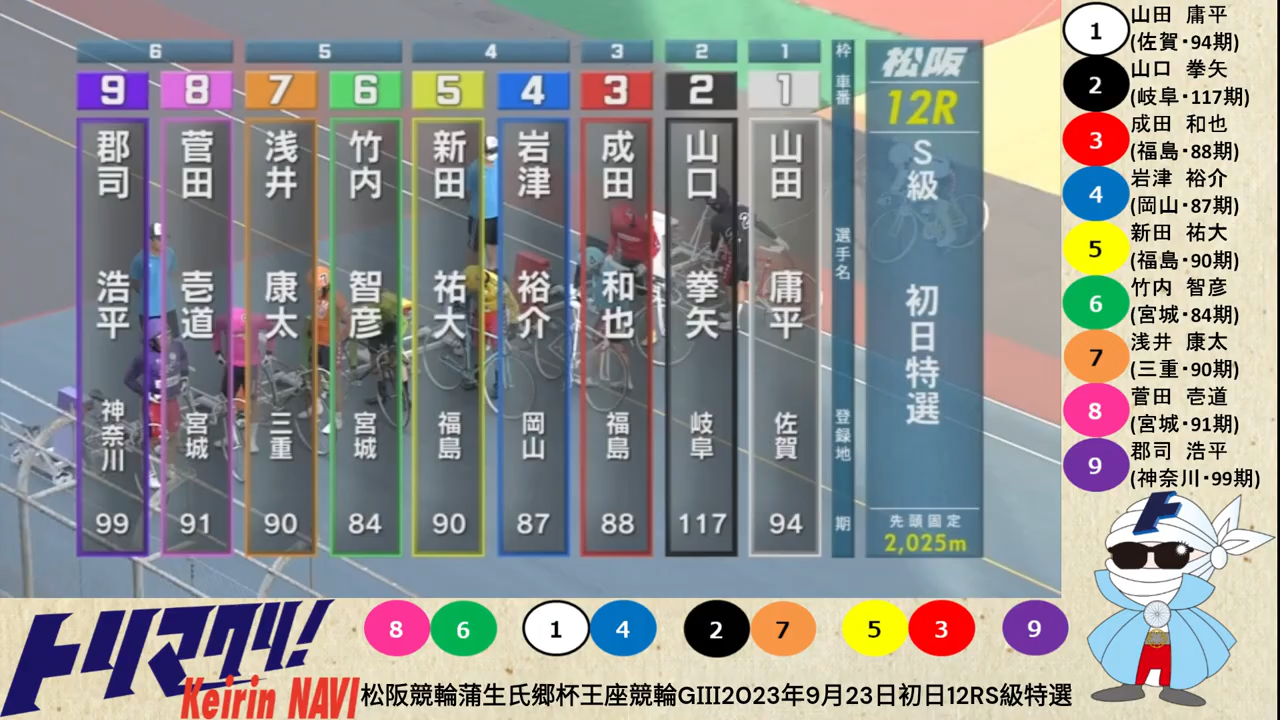 6 5 4 3 2 1 枠
9 8 7 6 5 4 3 2 1 車番
郡司 浩平 神奈川 99
菅田 壱道 宮城 91
浅井 康太 三重 90
竹内 智彦 宮城 84
新田 祐大 福島 90
岩津 裕介 岡山 87
成田 和也 福島 88
山口 拳矢 岐阜 117
山田 庸平 佐賀 94
選手名
登録地
期
松阪
12R
S級
初日特選
先頭固定
2,025m
1 山田 庸平
(佐賀・94期)
2 山口 拳矢
(岐阜・117期)
3 成田 和也
(福島・88期)
4 岩津 裕介
(岡山・87期)
5 新田 祐大
(福島・90期)
6 竹内 智彦
(宮城・84期)
7 浅井 康太
(三重・90期)
8 菅田 壱道
(宮城・91期)
9 郡司 浩平
(神奈川・99期)
ト
トリマクリ!
Keirin NAVI
8 6 1 4 2 7 5 3 9
松阪競輪蒲生氏郷杯王座競輪GIII2023年9月23日初日12RS級特選